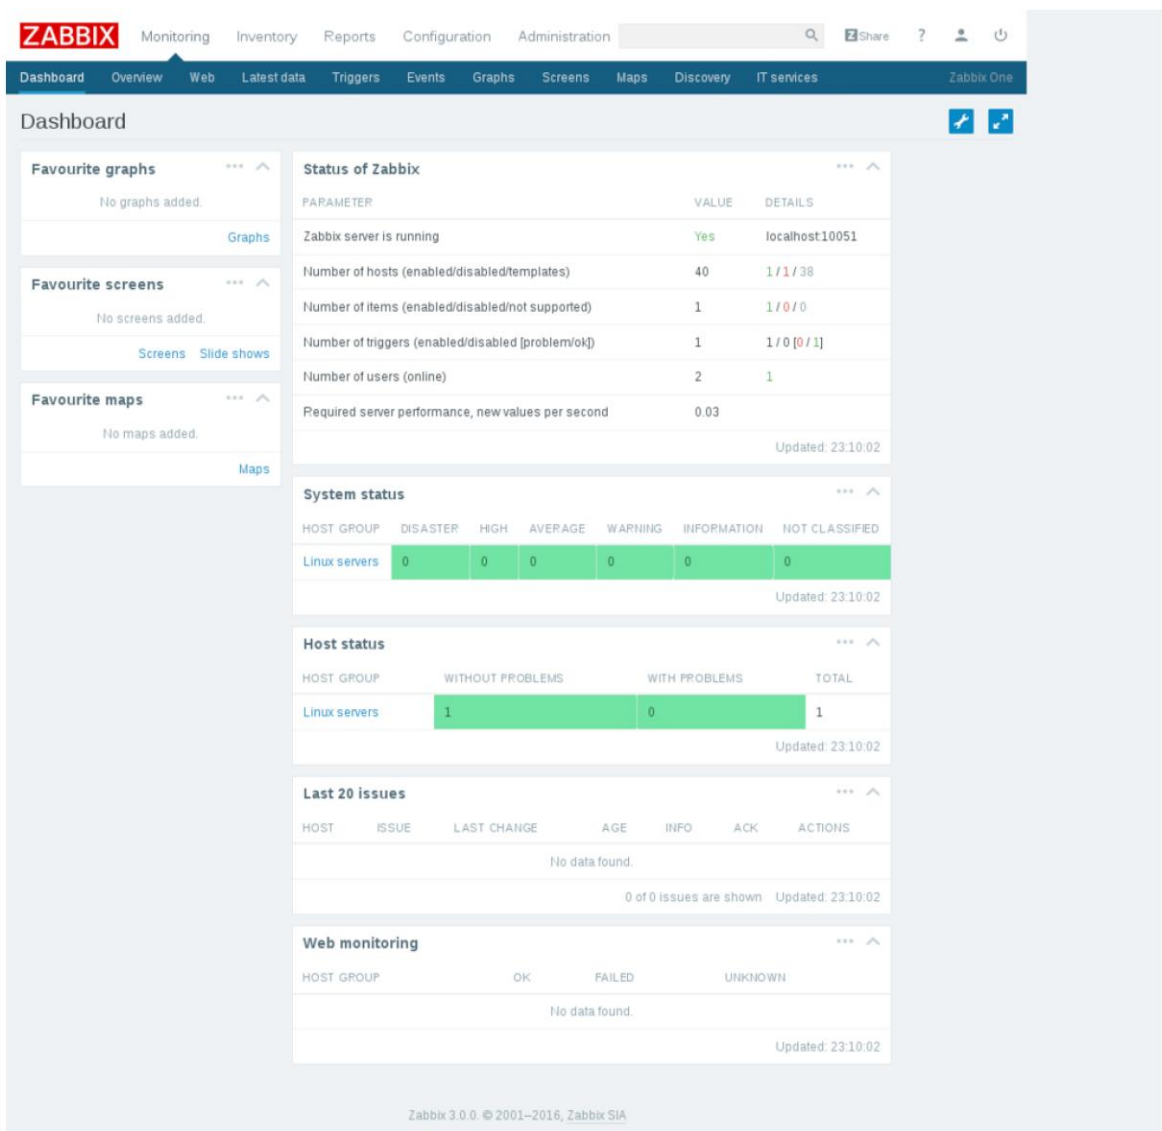 ZABBIX Monitoring Inventory Reports Configuration Administration Z Share ?
Dashboard Overview Web Latest data Triggers Events Graphs Screens Maps Discovery IT services Zabbix One
Dashboard
Favourite graphs
No graphs added.
Graphs
Favourite screens
No screens added.
Screens Slide shows
Favourite maps
No maps added.
Maps
Status of Zabbix
PARAMETER VALUE DETAILS
Zabbix server is running Yes localhost:10051
Number of hosts (enabled/disabled/templates) 40 1 / 1 / 38
Number of items (enabled/disabled/not supported) 1 1 / 0 / 0
Number of triggers (enabled/disabled [problem/ok]) 1 1 / 0 [0 / 1]
Number of users (online) 2 1
Required server performance, new values per second 0.03
Updated: 23:10:02
System status
HOST GROUP DISASTER HIGH AVERAGE WARNING INFORMATION NOT CLASSIFIED
Linux servers 0 0 0 0 0 0
Updated: 23:10:02
Host status
HOST GROUP WITHOUT PROBLEMS WITH PROBLEMS TOTAL
Linux servers 1 0 1
Updated: 23:10:02
Last 20 issues
HOST ISSUE LAST CHANGE AGE INFO ACK ACTIONS
No data found.
0 of 0 issues are shown Updated: 23:10:02
Web monitoring
HOST GROUP OK FAILED UNKNOWN
No data found.
Updated: 23:10:02
Zabbix 3.0.0. © 2001–2016, Zabbix SIA